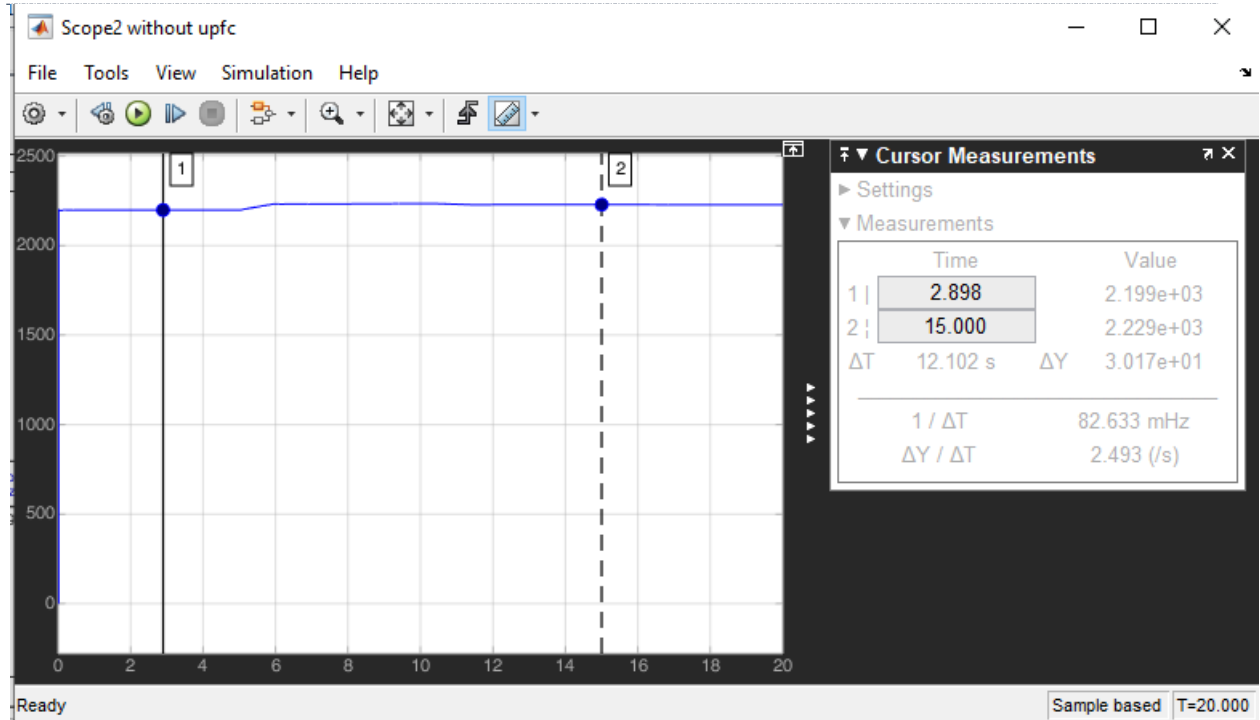 Scope2 without upfc
File Tools View Simulation Help
2500
2000
1500
1000
500
0
0 2 4 6 8 10 12 14 16 18 20
1
2
Cursor Measurements
Settings
Measurements
Time Value
1 | 2.898 2.199e+03
2 ¦ 15.000 2.229e+03
ΔT 12.102 s ΔY 3.017e+01
1 / ΔT 82.633 mHz
ΔY / ΔT 2.493 (/s)
Ready Sample based T=20.000